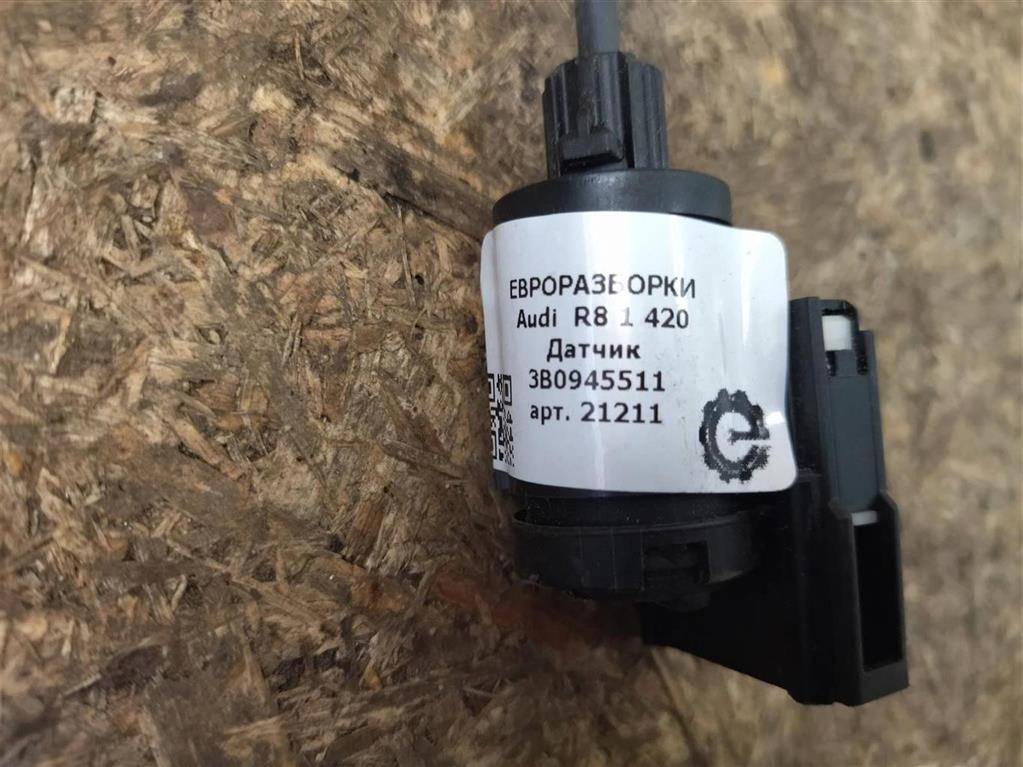 ЕВРОРАЗБОРКИ
Audi R8 1 420
Датчик
3B0945511
арт. 21211